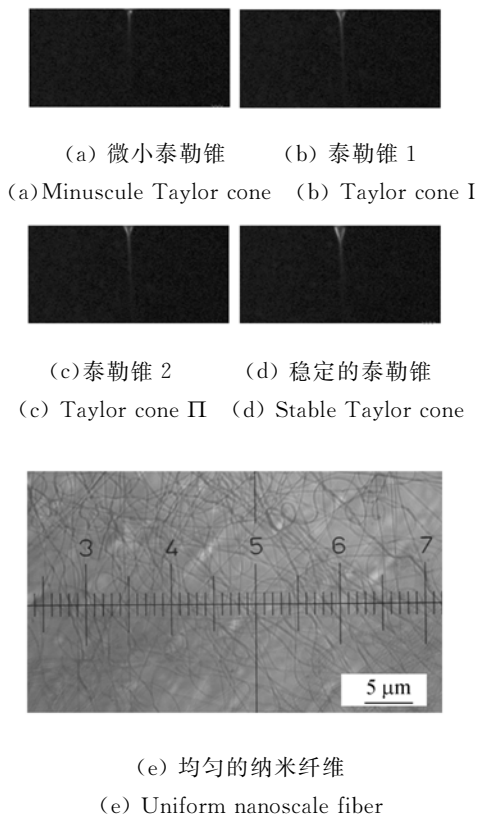 (a) 微小泰勒锥 (b) 泰勒锥 1
(a)Minuscule Taylor cone (b) Taylor cone I
(c)泰勒锥 2 (d) 稳定的泰勒锥
(c) Taylor cone Π (d) Stable Taylor cone
3 4 5 6 7
5 μm
(e) 均匀的纳米纤维
(e) Uniform nanoscale fiber